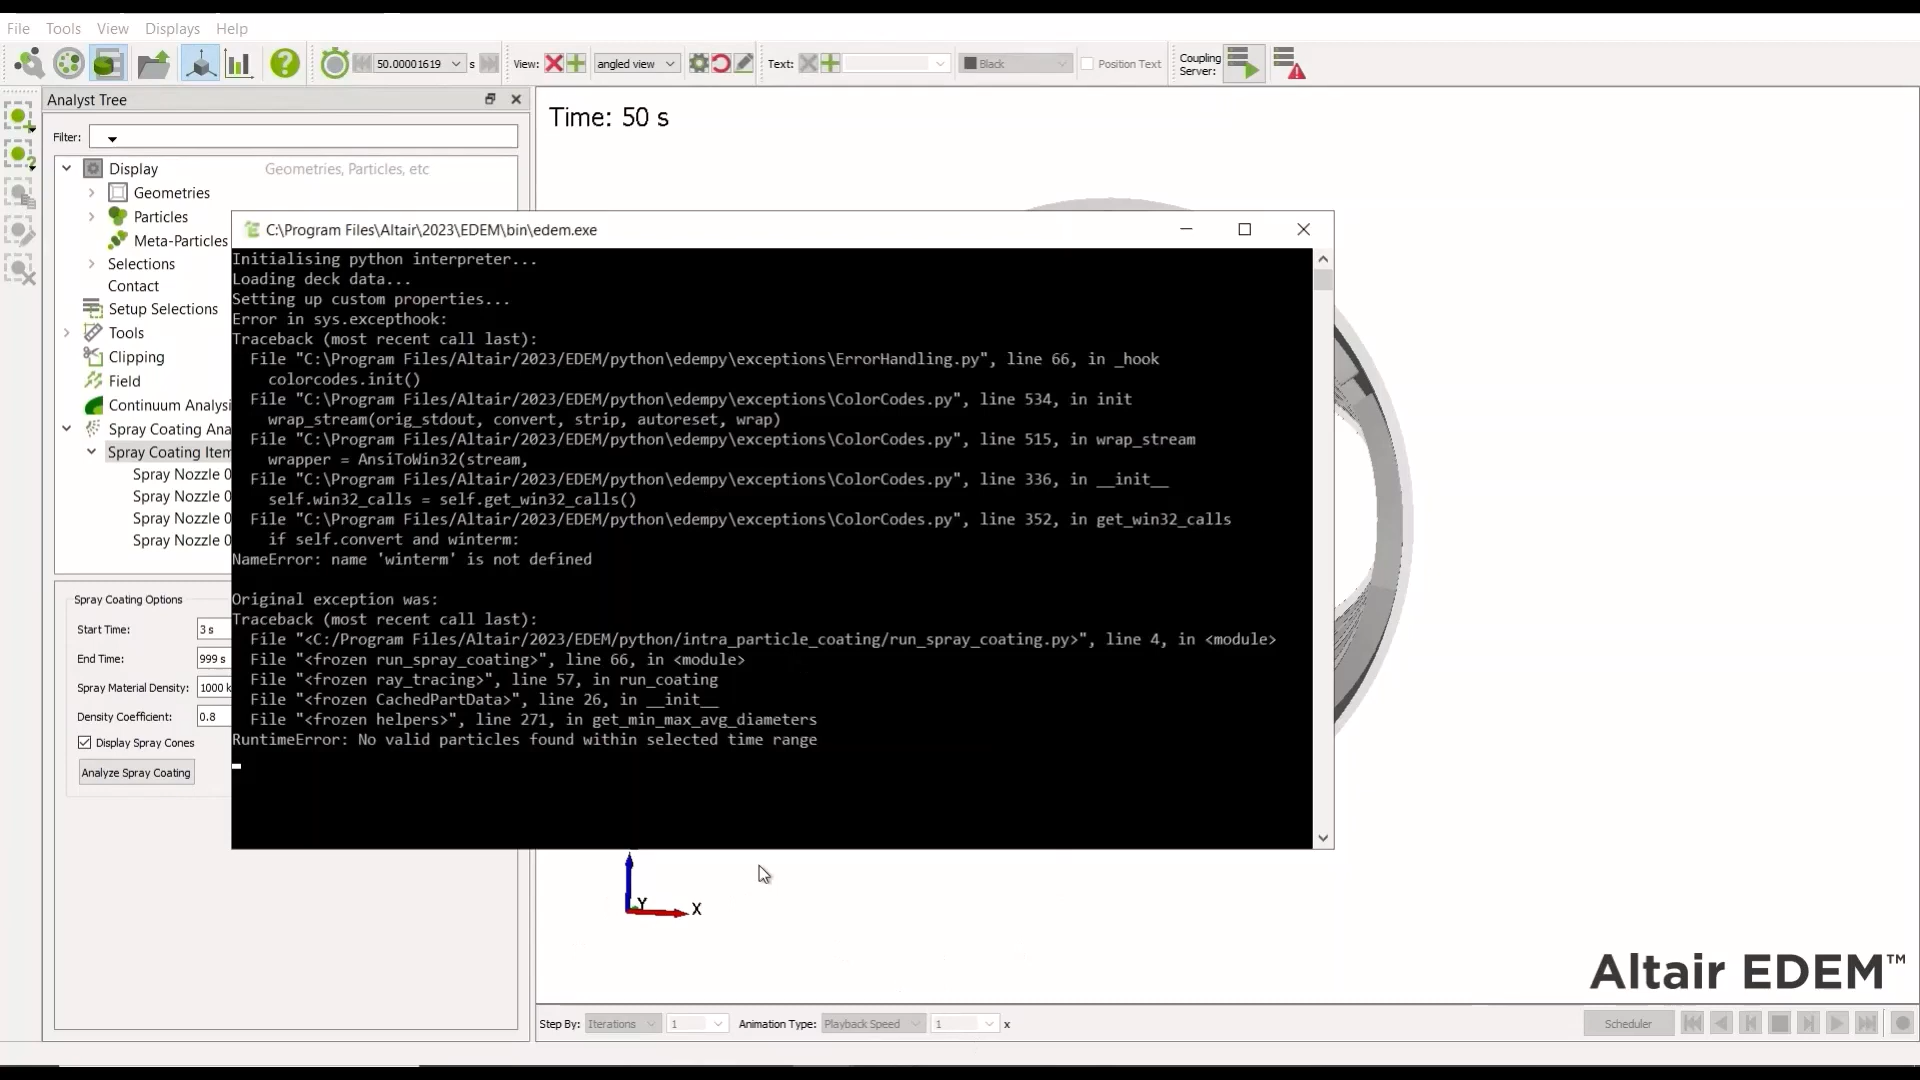 File Tools View Displays Help
50.00001619 s View: angled view Text: Black Position Text Coupling Server:
Analyst Tree
Filter:
Display Geometries, Particles, etc
Geometries
Particles
Meta-Particles
Selections
Contact
Setup Selections
Tools
Clipping
Field
Continuum Analysi
Spray Coating Ana
Spray Coating Item
Spray Nozzle 0
Spray Nozzle 0
Spray Nozzle 0
Spray Nozzle 0
Spray Coating Options
Start Time: 3 s
End Time: 999 s
Spray Material Density: 1000 k
Density Coefficient: 0.8
Display Spray Cones
Analyze Spray Coating
Time: 50 s
C:\Program Files\Altair\2023\EDEM\bin\edem.exe
Initialising python interpreter...
Loading deck data...
Setting up custom properties...
Error in sys.excepthook:
Traceback (most recent call last):
File "C:\Program Files/Altair/2023/EDEM/python\edempy\exceptions\ErrorHandling.py", line 66, in _hook
colorcodes.init()
File "C:\Program Files/Altair/2023/EDEM/python\edempy\exceptions\ColorCodes.py", line 534, in init
wrap_stream(orig_stdout, convert, strip, autoreset, wrap)
File "C:\Program Files/Altair/2023/EDEM/python\edempy\exceptions\ColorCodes.py", line 515, in wrap_stream
wrapper = AnsiToWin32(stream,
File "C:\Program Files/Altair/2023/EDEM/python\edempy\exceptions\ColorCodes.py", line 336, in __init__
self.win32_calls = self.get_win32_calls()
File "C:\Program Files/Altair/2023/EDEM/python\edempy\exceptions\ColorCodes.py", line 352, in get_win32_calls
if self.convert and winterm:
NameError: name 'winterm' is not defined
Original exception was:
Traceback (most recent call last):
File "<C:/Program Files/Altair/2023/EDEM/python/intra_particle_coating/run_spray_coating.py>", line 4, in <module>
File "<frozen run_spray_coating>", line 66, in <module>
File "<frozen ray_tracing>", line 57, in run_coating
File "<frozen CachedPartData>", line 26, in __init__
File "<frozen helpers>", line 271, in get_min_max_avg_diameters
RuntimeError: No valid particles found within selected time range
Y X
Altair EDEM™
Step By: Iterations 1 Animation Type: Playback Speed 1 x Scheduler